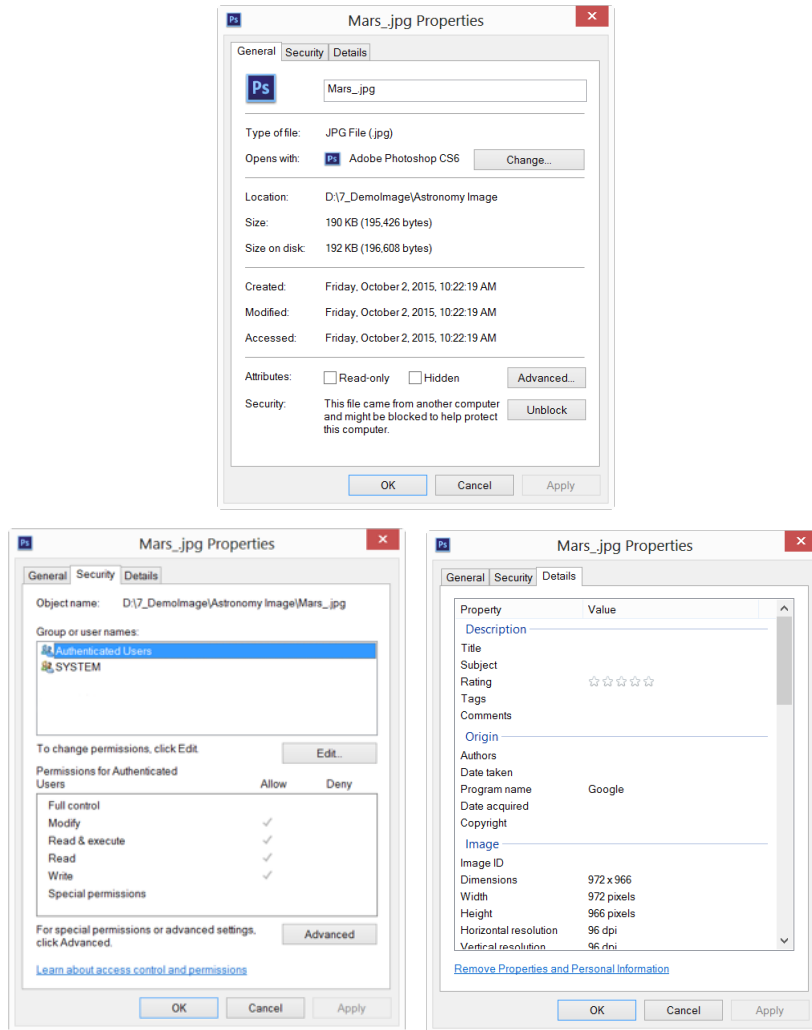 Ps Mars_.jpg Properties
General Security Details
Ps Mars_.jpg
Type of file: JPG File (.jpg)
Opens with: Ps Adobe Photoshop CS6 Change...
Location: D:\7_DemoImage\Astronomy Image
Size: 190 KB (195,426 bytes)
Size on disk: 192 KB (196,608 bytes)
Created: Friday, October 2, 2015, 10:22:19 AM
Modified: Friday, October 2, 2015, 10:22:19 AM
Accessed: Friday, October 2, 2015, 10:22:19 AM
Attributes: Read-only Hidden Advanced...
Security: This file came from another computer
and might be blocked to help protect
this computer.
Unblock
OK Cancel Apply
Ps Mars_.jpg Properties
General Security Details
Object name: D:\7_DemoImage\Astronomy Image\Mars_.jpg
Group or user names:
Authenticated Users
SYSTEM
To change permissions, click Edit.
Edit...
Permissions for Authenticated
Users Allow Deny
Full control
Modify
Read & execute
Read
Write
Special permissions
For special permissions or advanced settings,
click Advanced.
Advanced
Learn about access control and permissions
OK Cancel Apply
Ps Mars_.jpg Properties
General Security Details
Property Value
Description
Title
Subject
Rating
Tags
Comments
Origin
Authors
Date taken
Program name Google
Date acquired
Copyright
Image
Image ID
Dimensions 972 x 966
Width 972 pixels
Height 966 pixels
Horizontal resolution 96 dpi
Vertical resolution 96 dpi
Remove Properties and Personal Information
OK Cancel Apply